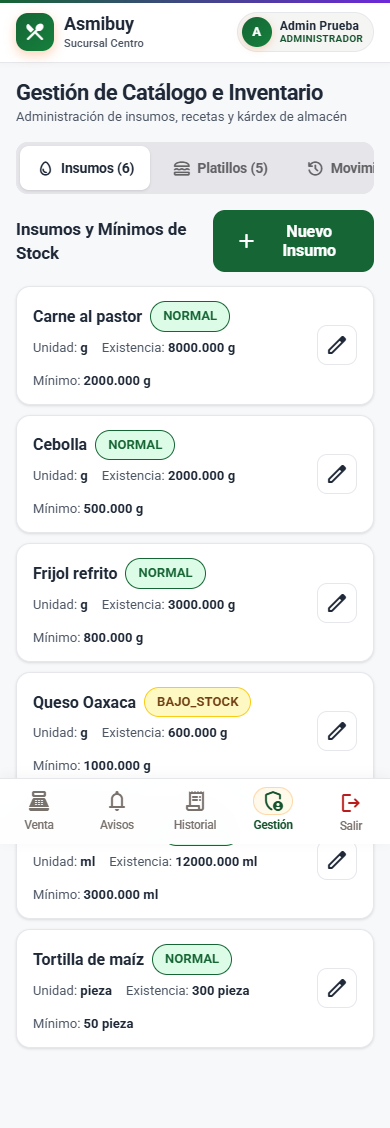 Asmibuy
Sucursal Centro
A
Admin Prueba
ADMINISTRADOR
Gestión de Catálogo e Inventario
Administración de insumos, recetas y kárdex de almacén
Insumos (6)
Platillos (5)
Movimi
Insumos y Mínimos de
Stock
+ Nuevo
Insumo
Carne al pastor NORMAL
Unidad: g Existencia: 8000.000 g
Mínimo: 2000.000 g
Cebolla NORMAL
Unidad: g Existencia: 2000.000 g
Mínimo: 500.000 g
Frijol refrito NORMAL
Unidad: g Existencia: 3000.000 g
Mínimo: 800.000 g
Queso Oaxaca BAJO_STOCK
Unidad: g Existencia: 600.000 g
Mínimo: 1000.000 g
Venta
Avisos
Historial
Gestión
Salir
Unidad: ml Existencia: 12000.000 ml
Mínimo: 3000.000 ml
Tortilla de maíz NORMAL
Unidad: pieza Existencia: 300 pieza
Mínimo: 50 pieza